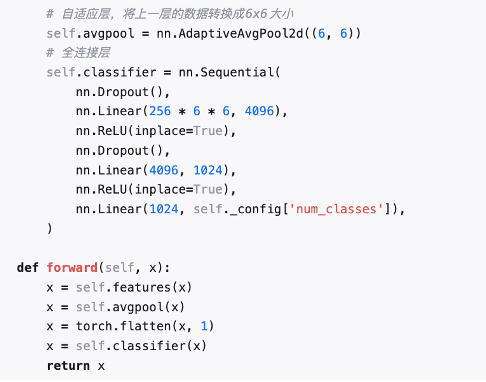 # 自适应层，将上一层的数据转换成6x6大小
self.avgpool = nn.AdaptiveAvgPool2d((6, 6))
# 全连接层
self.classifier = nn.Sequential(
nn.Dropout(),
nn.Linear(256 * 6 * 6, 4096),
nn.ReLU(inplace=True),
nn.Dropout(),
nn.Linear(4096, 1024),
nn.ReLU(inplace=True),
nn.Linear(1024, self._config['num_classes']),
)
def forward(self, x):
x = self.features(x)
x = self.avgpool(x)
x = torch.flatten(x, 1)
x = self.classifier(x)
return x